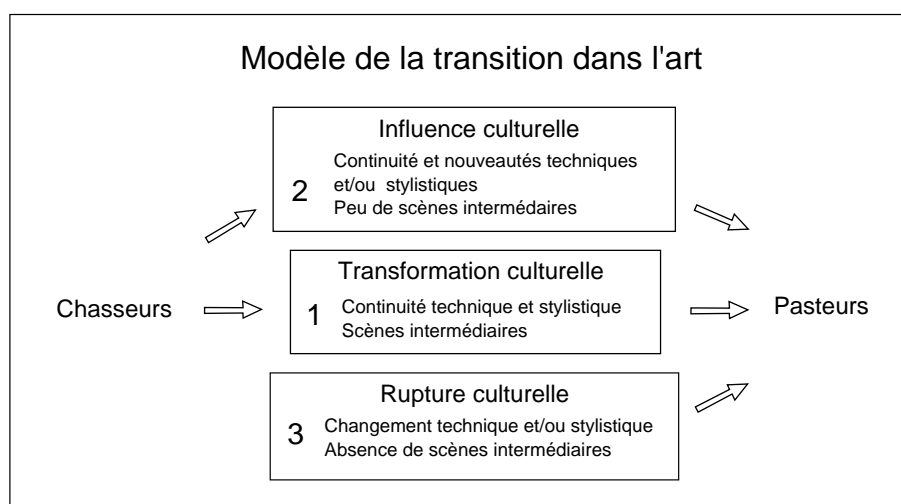 Modèle de la transition dans l'art
Influence culturelle
2
Continuité et nouveautés techniques
et/ou stylistiques
Peu de scènes intermédaires
Chasseurs
Transformation culturelle
1
Continuité technique et stylistique
Scènes intermédiaires
Pasteurs
Rupture culturelle
3
Changement technique et/ou stylistique
Absence de scènes intermédiaires